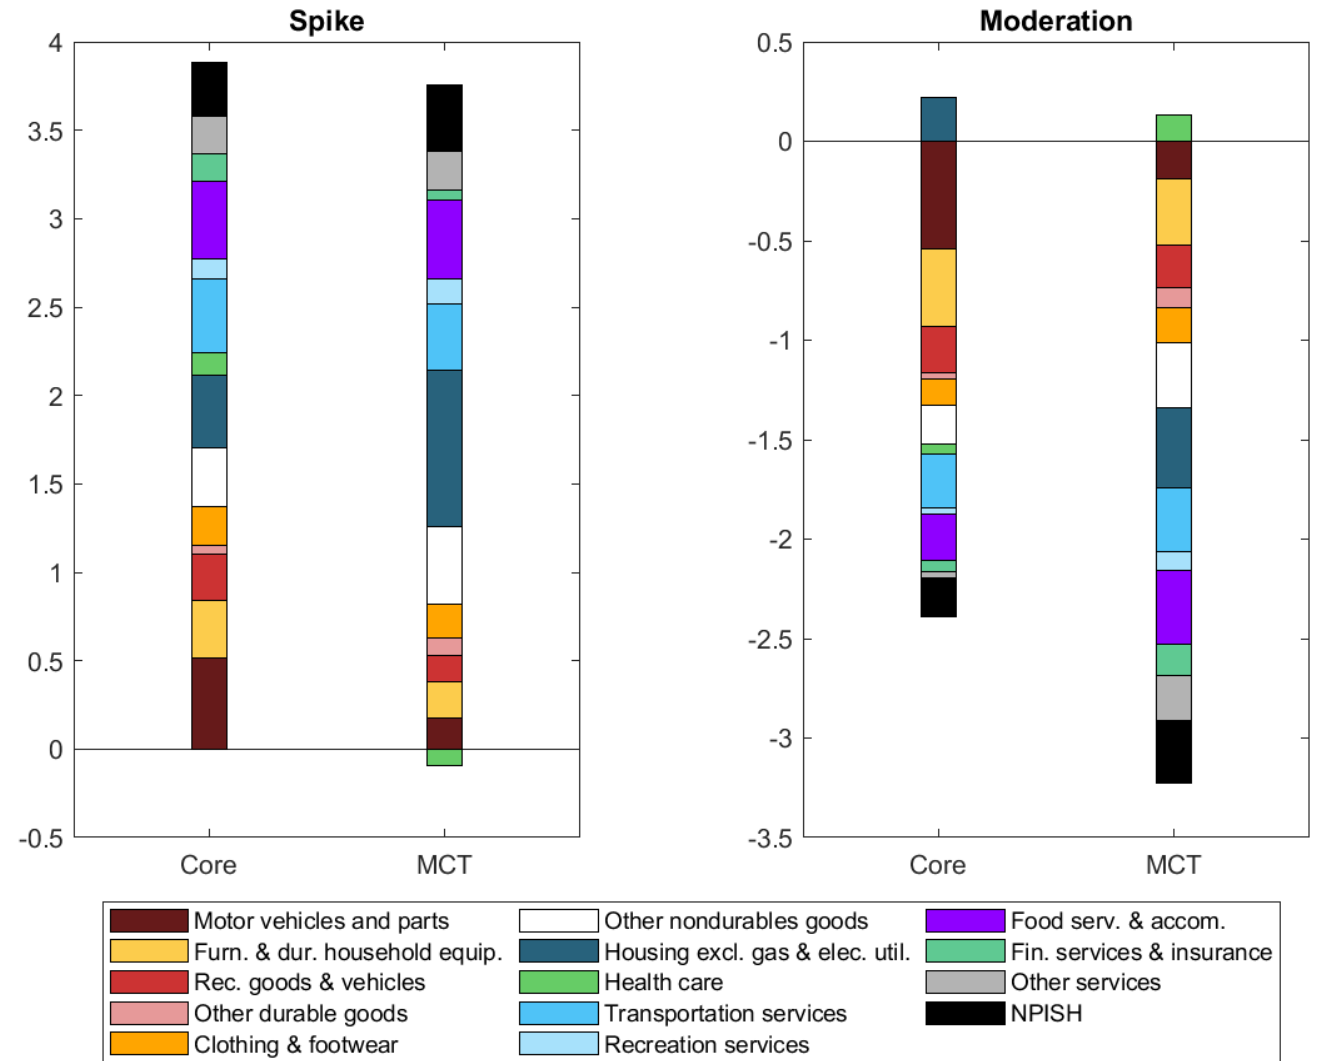 Spike
4
3.5
3
2.5
2
1.5
1
0.5
0
-0.5
Core MCT
Moderation
0.5
0
-0.5
-1
-1.5
-2
-2.5
-3
-3.5
Core MCT
Motor vehicles and parts
Furn. & dur. household equip.
Rec. goods & vehicles
Other durable goods
Clothing & footwear
Other nondurables goods
Housing excl. gas & elec. util.
Health care
Transportation services
Recreation services
Food serv. & accom.
Fin. services & insurance
Other services
NPISH